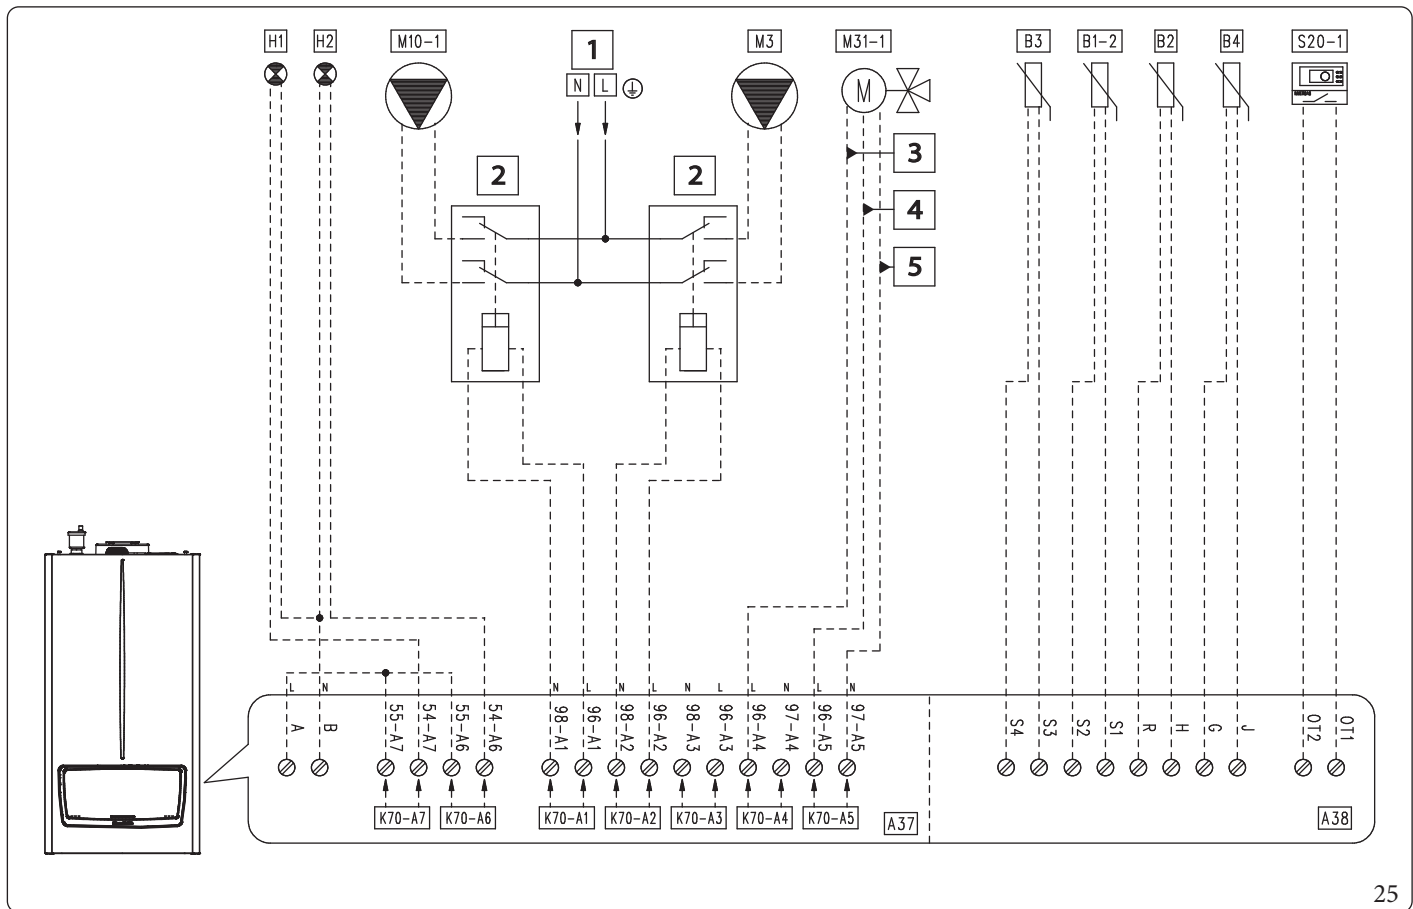 H1 H2 M10-1 1 M3 M31-1 B3 B1-2 B2 B4 S20-1
N L
M
2 2 3
4
5
L N N L N L N L L N L N
A B 55-A7 54-A7 55-A6 54-A6 98-A1 96-A1 98-A2 96-A2 98-A3 96-A3 96-A4 97-A4 96-A5 97-A5 S4 S3 S2 S1 R H G J OT2 OT1
K70-A7 K70-A6 K70-A1 K70-A2 K70-A3 K70-A4 K70-A5 A37 A38
25